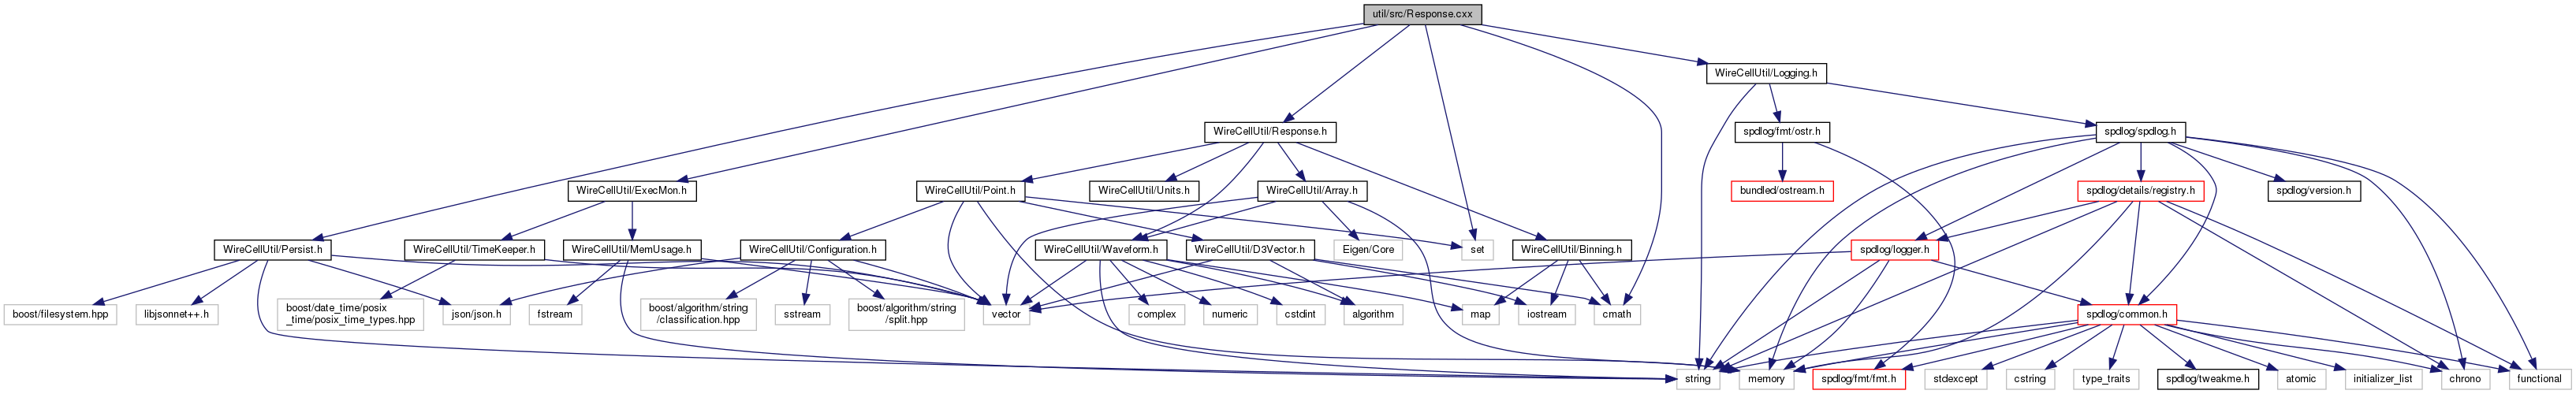 util/src/Response.cxx
WireCellUtil/Logging.h
WireCellUtil/Response.h
spdlog/fmt/ostr.h
spdlog/spdlog.h
WireCellUtil/ExecMon.h
WireCellUtil/Point.h
WireCellUtil/Units.h
WireCellUtil/Array.h
bundled/ostream.h
spdlog/details/registry.h
spdlog/version.h
WireCellUtil/Persist.h
WireCellUtil/TimeKeeper.h
WireCellUtil/MemUsage.h
WireCellUtil/Configuration.h
WireCellUtil/Waveform.h
WireCellUtil/D3Vector.h
Eigen/Core
set
WireCellUtil/Binning.h
spdlog/logger.h
boost/filesystem.hpp
libjsonnet++.h
boost/date_time/posix
_time/posix_time_types.hpp
json/json.h
fstream
boost/algorithm/string
/classification.hpp
sstream
boost/algorithm/string
/split.hpp
vector
complex
numeric
cstdint
algorithm
map
iostream
cmath
spdlog/common.h
string
memory
spdlog/fmt/fmt.h
stdexcept
cstring
type_traits
spdlog/tweakme.h
atomic
initializer_list
chrono
functional